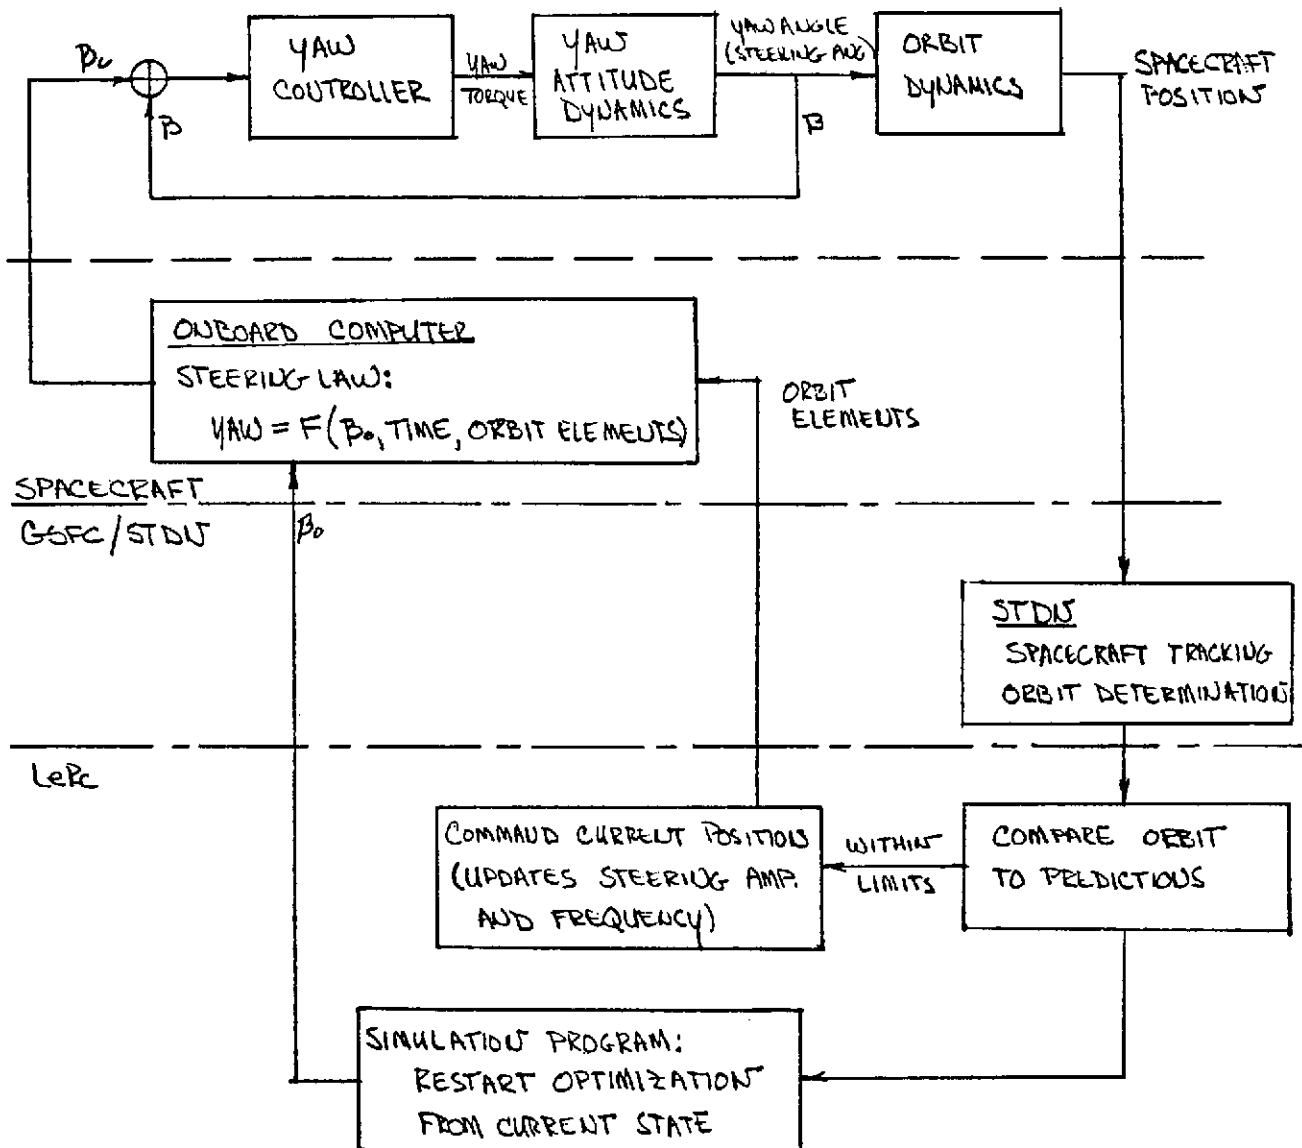 βc
YAW
CONTROLLER
YAW
TORQUE
YAW
ATTITUDE
DYNAMICS
YAW ANGLE
(STEERING ANG)
ORBIT
DYNAMICS
SPACECRAFT
POSITION
β
β
ONBOARD COMPUTER
STEERING LAW:
YAW = F(β₀, TIME, ORBIT ELEMENTS)
ORBIT
ELEMENTS
SPACECRAFT
GSFC/STDN
β₀
STDN
SPACECRAFT TRACKING
ORBIT DETERMINATION
LeRC
COMMAND CURRENT POSITION
(UPDATES STEERING AMP.
AND FREQUENCY)
WITHIN
LIMITS
COMPARE ORBIT
TO PREDICTIONS
SIMULATION PROGRAM:
RESTART OPTIMIZATION
FROM CURRENT STATE